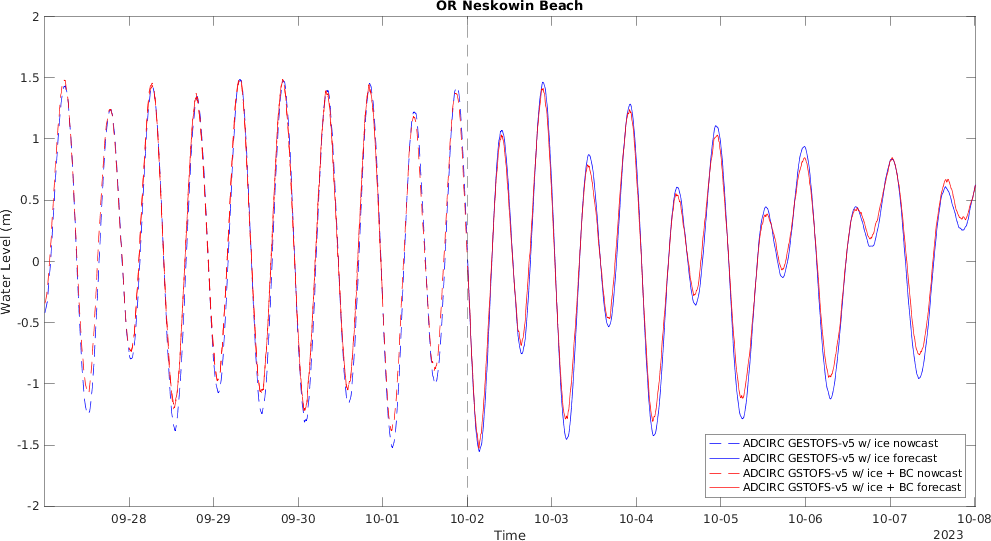 OR Neskowin Beach
2
1.5
1
0.5
0
-0.5
-1
-1.5
-2
Water Level (m)
ADCIRC GESTOFS-v5 w/ ice nowcast
ADCIRC GESTOFS-v5 w/ ice forecast
ADCIRC GSTOFS-v5 w/ ice + BC nowcast
ADCIRC GSTOFS-v5 w/ ice + BC forecast
09-28 09-29 09-30 10-01 10-02 10-03 10-04 10-05 10-06 10-07 10-08
Time
2023